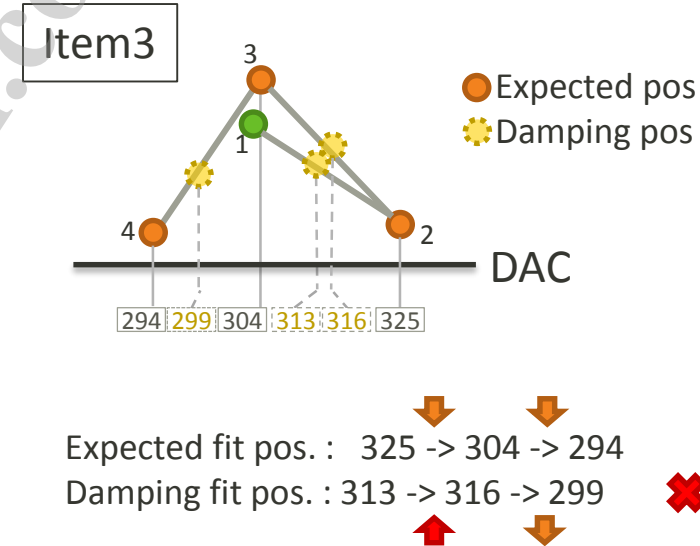 Item3
3
Expected pos
Damping pos
1
4
2
DAC
294 299 304 313 316 325
Expected fit pos. : 325 -> 304 -> 294
Damping fit pos. : 313 -> 316 -> 299